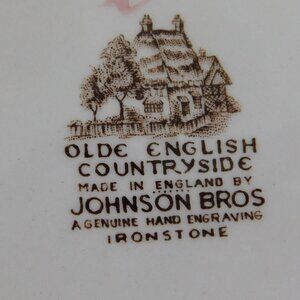 OLDE ENGLISH
COUNTRYSIDE
MADE IN ENGLAND BY
JOHNSON BROS
A GENUINE HAND ENGRAVING
IRONSTONE